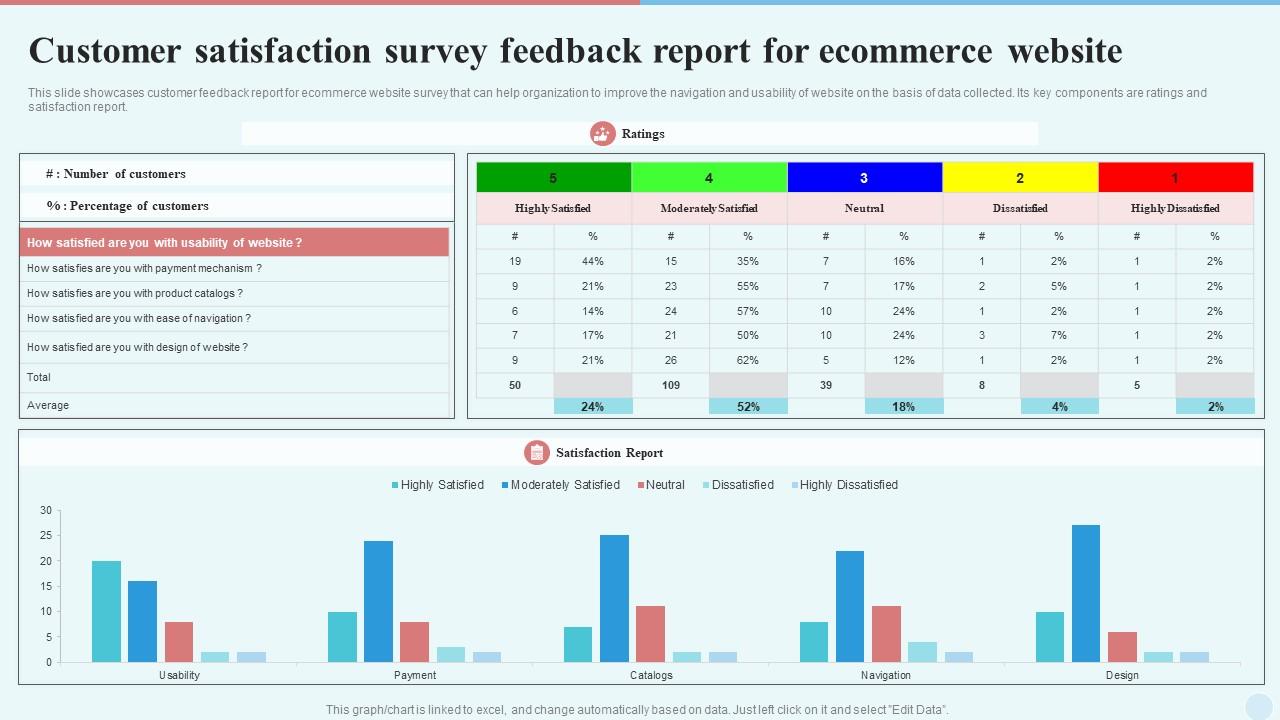 Customer satisfaction survey feedback report for ecommerce website
This slide showcases customer feedback report for ecommerce website survey that can help organization to improve the navigation and usability of website on the basis of data collected. Its key components are ratings and
satisfaction report.
Ratings
# : Number of customers
% : Percentage of customers
How satisfied are you with usability of website ?
How satisfies are you with payment mechanism ?
How satisfies are you with product catalogs ?
How satisfied are you with ease of navigation ?
How satisfied are you with design of website ?
Total
Average
5 4 3 2 1
Highly Satisfied Moderately Satisfied Neutral Dissatisfied Highly Dissatisfied
# % # % # % # % # %
19 44% 15 35% 7 16% 1 2% 1 2%
9 21% 23 55% 7 17% 2 5% 1 2%
6 14% 24 57% 10 24% 1 2% 1 2%
7 17% 21 50% 10 24% 3 7% 1 2%
9 21% 26 62% 5 12% 1 2% 1 2%
50 109 39 8 5
24% 52% 18% 4% 2%
Satisfaction Report
Highly Satisfied Moderately Satisfied Neutral Dissatisfied Highly Dissatisfied
30
25
20
15
10
5
0
Usability Payment Catalogs Navigation Design
This graph/chart is linked to excel, and change automatically based on data. Just left click on it and select "Edit Data".